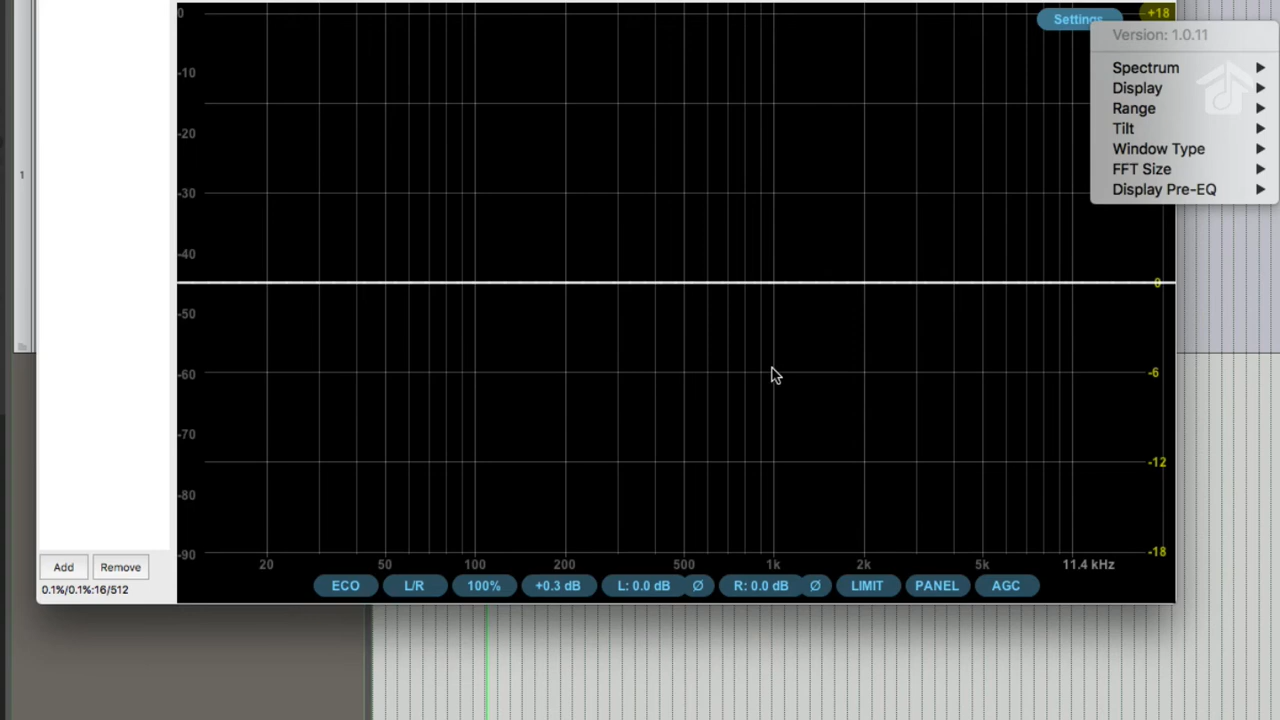 0
Settings
+18
Version: 1.0.11
Spectrum
Display
Range
Tilt
Window Type
FFT Size
Display Pre-EQ
-10
-20
-30
-40
-50
-60
-70
-80
-90
1
0
-6
-12
-18
20
50
100
200
500
1k
2k
5k
11.4 kHz
Add
Remove
0.1%/0.1%:16/512
ECO
L/R
100%
+0.3 dB
L: 0.0 dB
Ø
R: 0.0 dB
Ø
LIMIT
PANEL
AGC